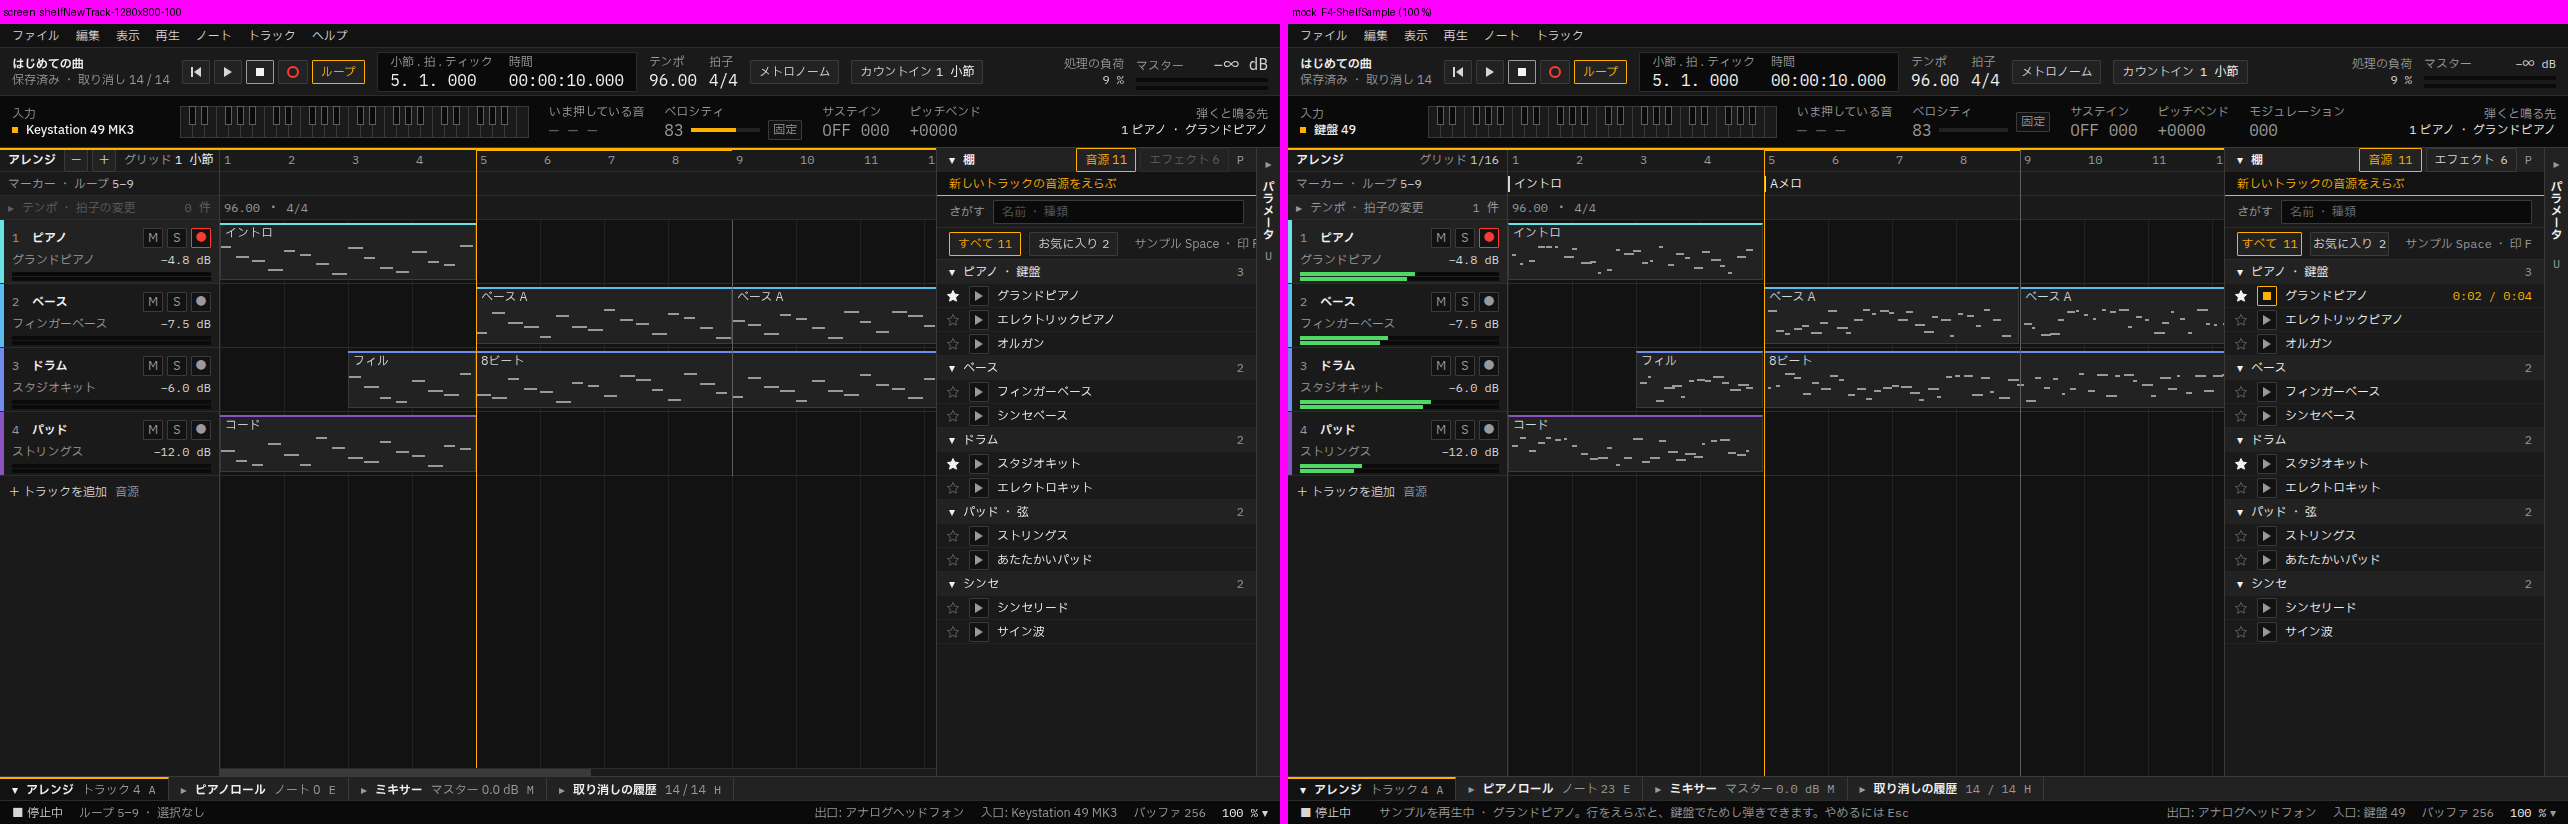 screen shelfNewTrack-1280x800-100
ファイル 編集 表示 再生 ノート トラック ヘルプ
はじめての曲
保存済み ・ 取り消し 14 / 14
ループ
小節 . 拍 . ティック 時間
5. 1. 000 00:00:10.000
テンポ 拍子
96.00 4/4
メトロノーム
カウントイン 1 小節
処理の負荷
9 %
マスター −∞ dB
入力
Keystation 49 MK3
いま押している音
— — —
ベロシティ
83
固定
サステイン
OFF 000
ピッチベンド
+0000
弾くと鳴る先
1 ピアノ ・ グランドピアノ
アレンジ − + グリッド 1 小節
1 2 3 4 5 6 7 8 9 10 11 1
マーカー ・ ループ 5–9
▸ テンポ ・ 拍子の変更 0 件
96.00 ・ 4/4
1 ピアノ M S
グランドピアノ −4.8 dB
イントロ
2 ベース M S
フィンガーベース −7.5 dB
ベース A ベース A
3 ドラム M S
スタジオキット −6.0 dB
フィル 8ビート
4 パッド M S
ストリングス −12.0 dB
コード
+ トラックを追加 音源
▾ 棚 音源 11 エフェクト 6 P
新しいトラックの音源をえらぶ
さがす 名前 ・ 種類
すべて 11 お気に入り 2 サンプル Space ・ 印 F
▾ ピアノ ・ 鍵盤 3
★ ▶ グランドピアノ
☆ ▶ エレクトリックピアノ
☆ ▶ オルガン
▾ ベース 2
☆ ▶ フィンガーベース
☆ ▶ シンセベース
▾ ドラム 2
★ ▶ スタジオキット
☆ ▶ エレクトロキット
▾ パッド ・ 弦 2
☆ ▶ ストリングス
☆ ▶ あたたかいパッド
▾ シンセ 2
☆ ▶ シンセリード
☆ ▶ サイン波
▸ パラメータ U
▾ アレンジ トラック 4 A ▸ ピアノロール ノート 0 E ▸ ミキサー マスター 0.0 dB M ▸ 取り消しの履歴 14 / 14 H
■ 停止中 ループ 5–9 ・ 選択なし 出口: アナログヘッドフォン 入口: Keystation 49 MK3 バッファ 256 100 % ▾
mock F4-ShelfSample (100%)
ファイル 編集 表示 再生 ノート トラック
はじめての曲
保存済み ・ 取り消し 14
ループ
小節 . 拍 . ティック 時間
5. 1. 000 00:00:10.000
テンポ 拍子
96.00 4/4
メトロノーム
カウントイン 1 小節
処理の負荷
9 %
マスター −∞ dB
入力
鍵盤 49
いま押している音
— — —
ベロシティ
83
固定
サステイン
OFF 000
ピッチベンド
+0000
モジュレーション
000
弾くと鳴る先
1 ピアノ ・ グランドピアノ
アレンジ グリッド 1/16
1 2 3 4 5 6 7 8 9 10 11 1
マーカー ・ ループ 5–9
イントロ Aメロ
▸ テンポ ・ 拍子の変更 1 件
96.00 ・ 4/4
1 ピアノ M S
グランドピアノ −4.8 dB
イントロ
2 ベース M S
フィンガーベース −7.5 dB
ベース A ベース A
3 ドラム M S
スタジオキット −6.0 dB
フィル 8ビート
4 パッド M S
ストリングス −12.0 dB
コード
+ トラックを追加 音源
▾ 棚 音源 11 エフェクト 6 P
新しいトラックの音源をえらぶ
さがす 名前 ・ 種類
すべて 11 お気に入り 2 サンプル Space ・ 印 F
▾ ピアノ ・ 鍵盤 3
★ ■ グランドピアノ 0:02 / 0:04
☆ ▶ エレクトリックピアノ
☆ ▶ オルガン
▾ ベース 2
☆ ▶ フィンガーベース
☆ ▶ シンセベース
▾ ドラム 2
★ ▶ スタジオキット
☆ ▶ エレクトロキット
▾ パッド ・ 弦 2
☆ ▶ ストリングス
☆ ▶ あたたかいパッド
▾ シンセ 2
☆ ▶ シンセリード
☆ ▶ サイン波
▸ パラメータ U
▾ アレンジ トラック 4 A ▸ ピアノロール ノート 23 E ▸ ミキサー マスター 0.0 dB M ▸ 取り消しの履歴 14 / 14 H
■ 停止中 サンプルを再生中 ・ グランドピアノ。行をえらぶと、鍵盤でためし弾きできます。やめるには Esc 出口: アナログヘッドフォン 入口: 鍵盤 49 バッファ 256 100 % ▾